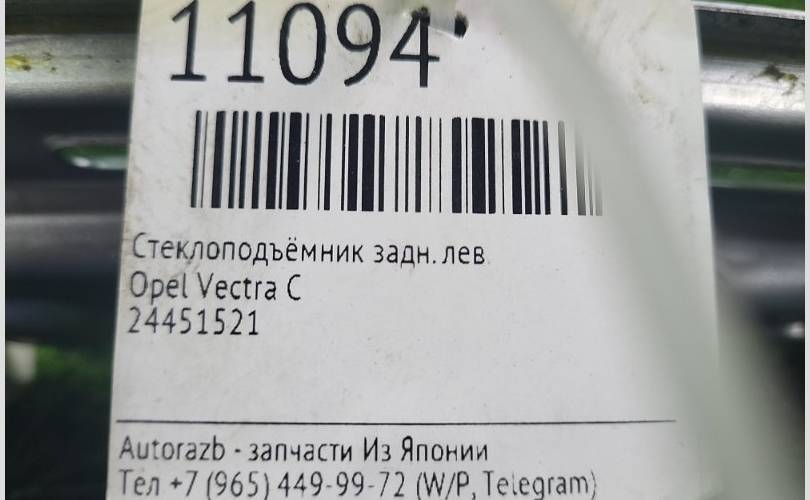 11094
Стеклоподъёмник задн.лев
Opel Vectra C
24451521
Autorazb - запчасти Из Японии
Тел +7 (965) 449-99-72 (W/P, Telegram)